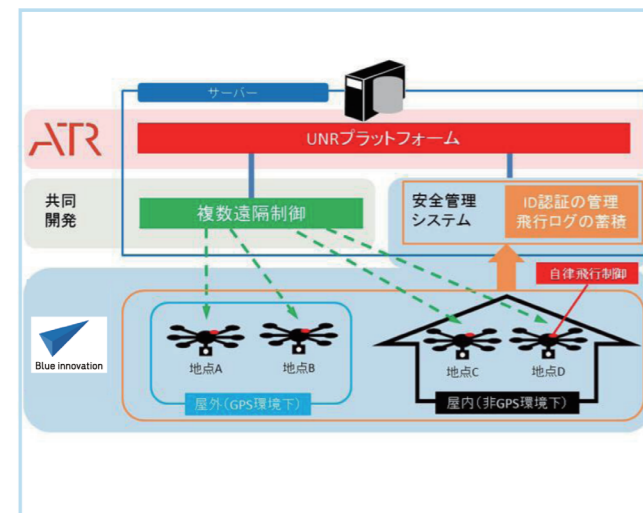 サーバー
ATR
UNRプラットフォーム
共同
開発
複数遠隔制御
安全管理
システム
ID認証の管理
飛行ログの蓄積
自律飛行制御
Blue innovation
地点A
地点B
地点C
地点D
屋外(GPS環境下)
屋内(非GPS環境下)